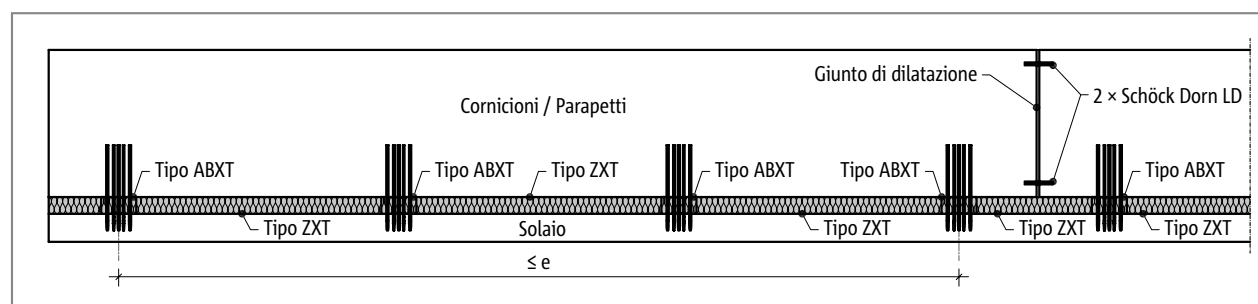 Giunto di dilatazione
2 × Schöck Dorn LD
Cornicioni / Parapetti
Tipo ABXT
Tipo ABXT
Tipo ZXT
Tipo ABXT
Tipo ABXT
Tipo ABXT
Tipo ZXT
Solaio
Tipo ZXT
Tipo ZXT
Tipo ZXT
≤ e